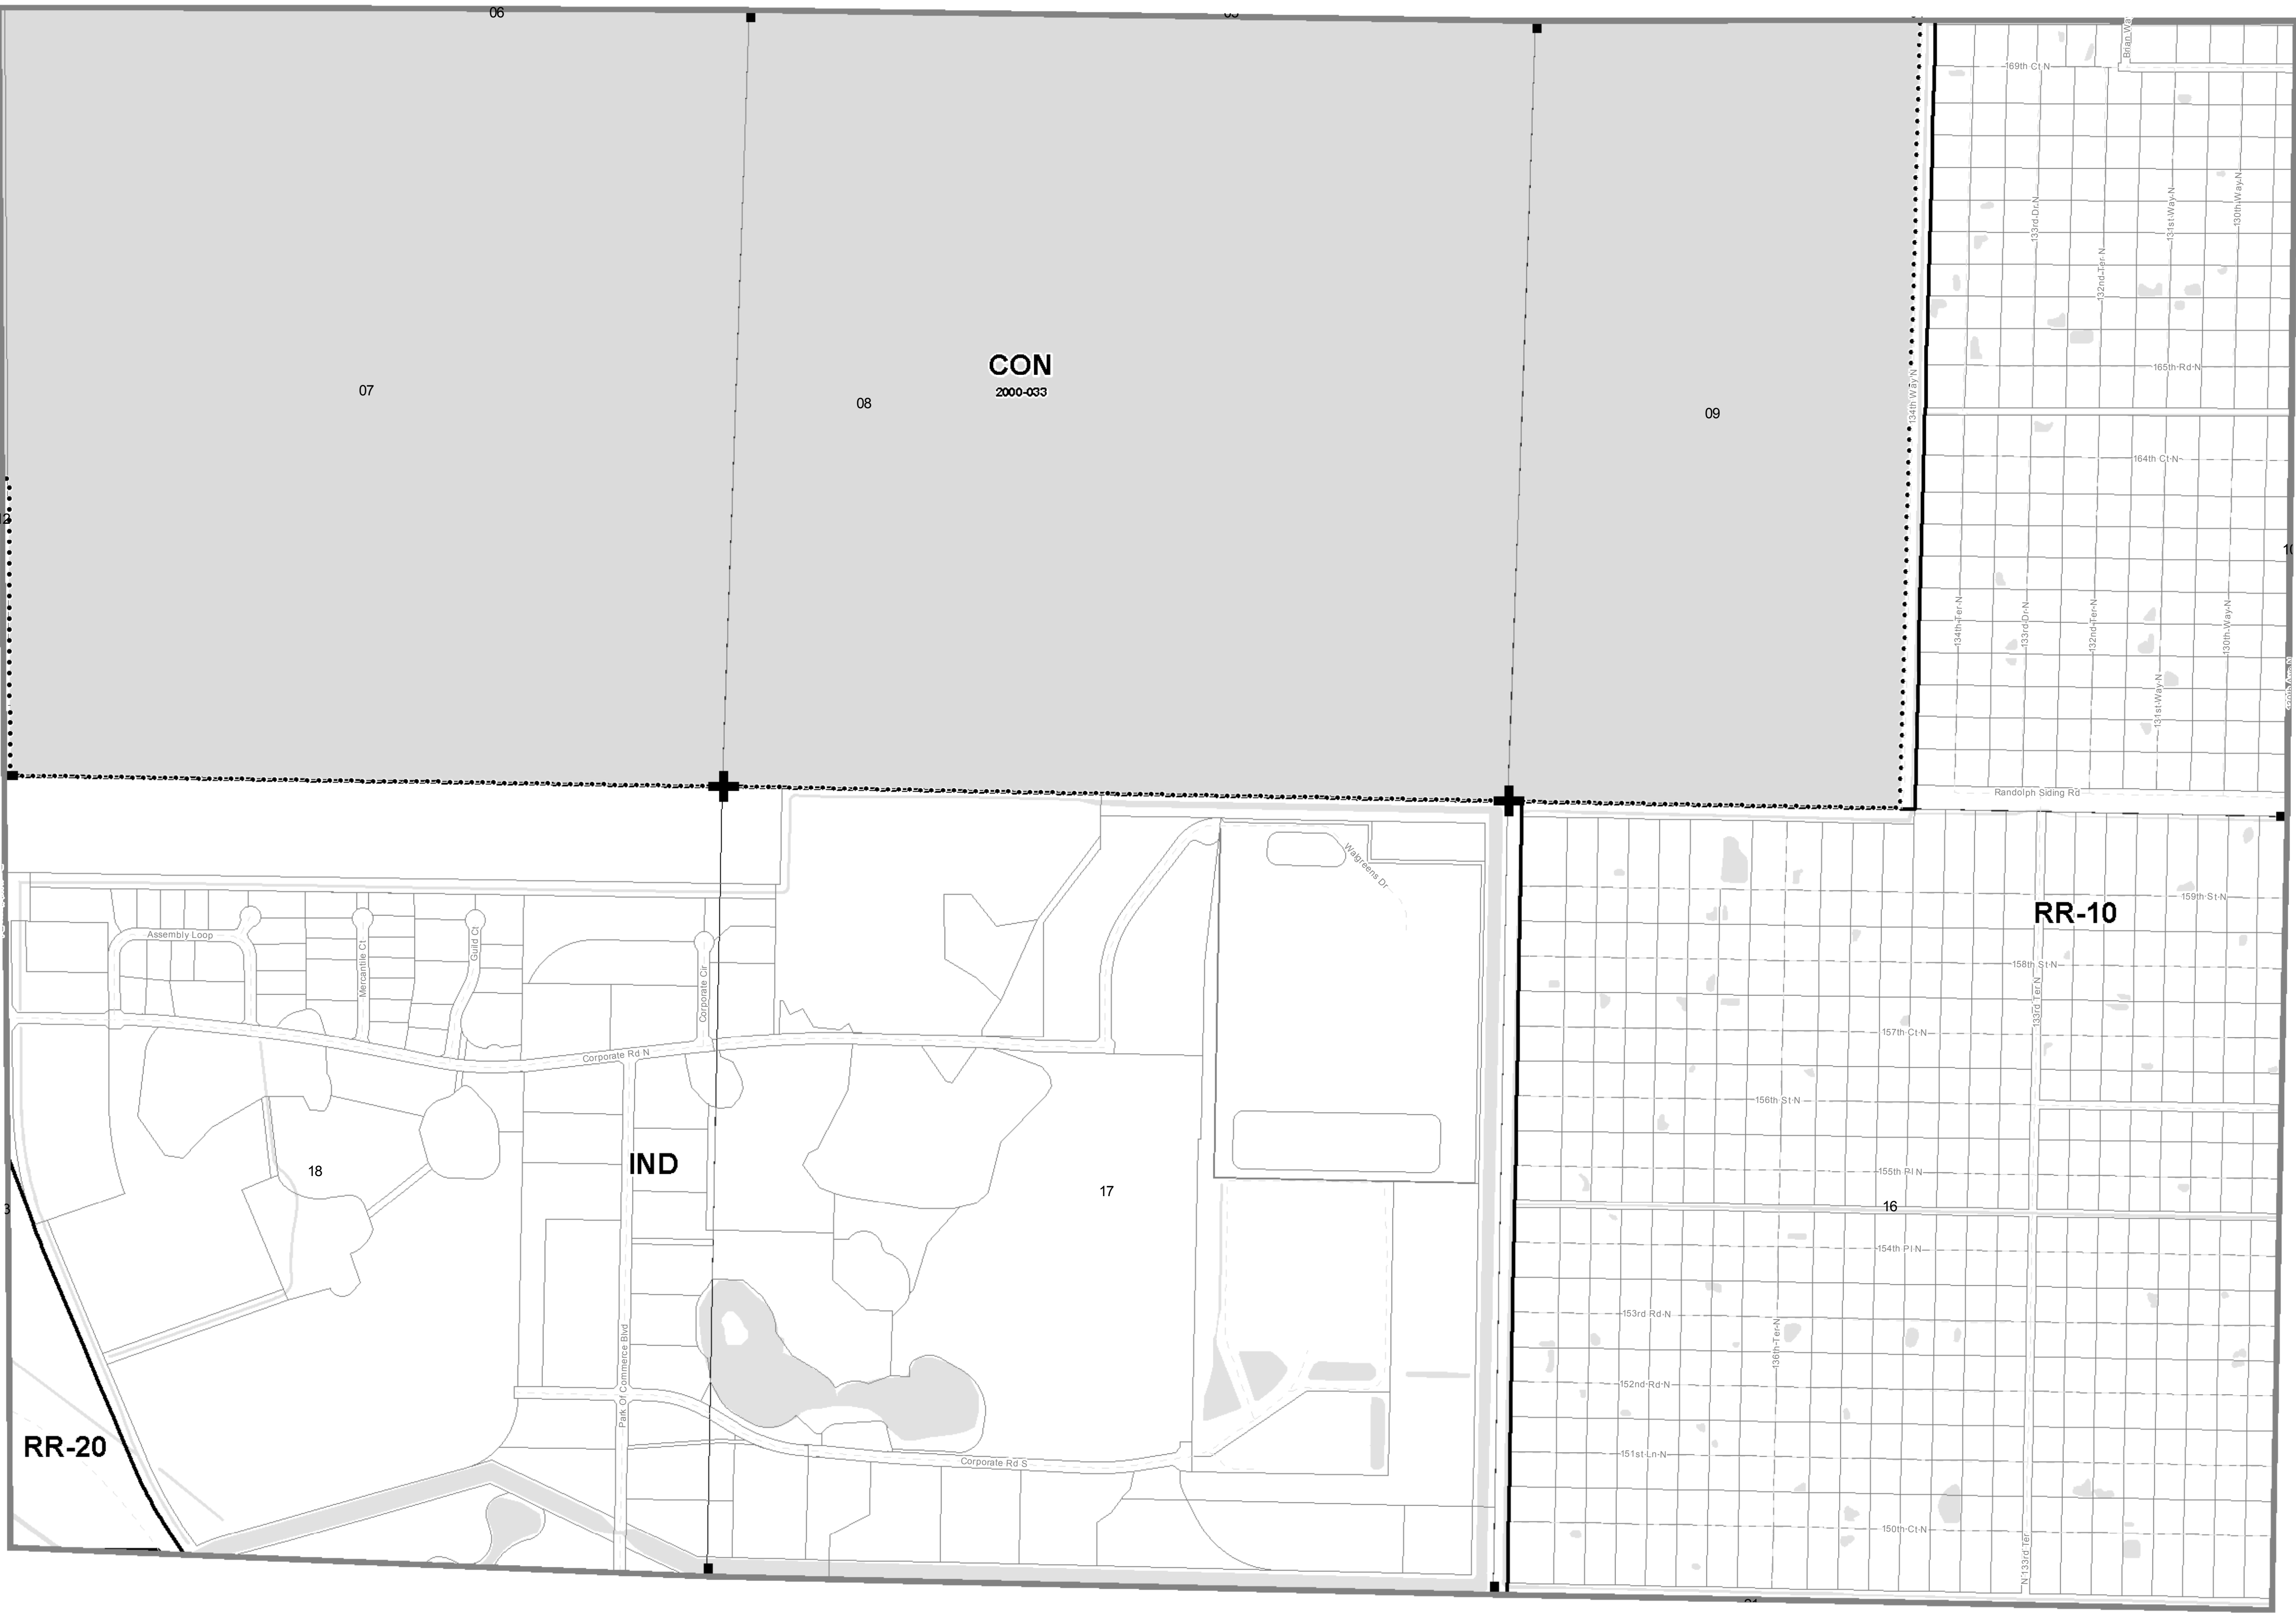 06
Brian Wa
169th Ct N
133rd-Dr-N
131st-Way-N
130th-Way-N
132nd-Ter-N
CON
2000-033
07
08
09
134th Way N
165th-Rd-N
164th Ct N
134th-Ter-N
133rd-Dr-N
132nd-Ter-N
130th-Way-N
131st-Way-N
Randolph Siding Rd
Walgreens Dr
159th St N
RR-10
Assembly Loop
Mercantile Ct
Guild Ct
Corporate Cir
158th St N
133rd Ter N
157th Ct N
Corporate Rd N
156th St N
IND
18
17
155th Pl N
16
154th Pl N
153rd Rd-N
136th-Ter-N
Park Of Commerce Blvd
152nd-Rd-N
RR-20
151st-Ln-N
Corporate Rd S
150th-Ct-N
N 133rd Ter